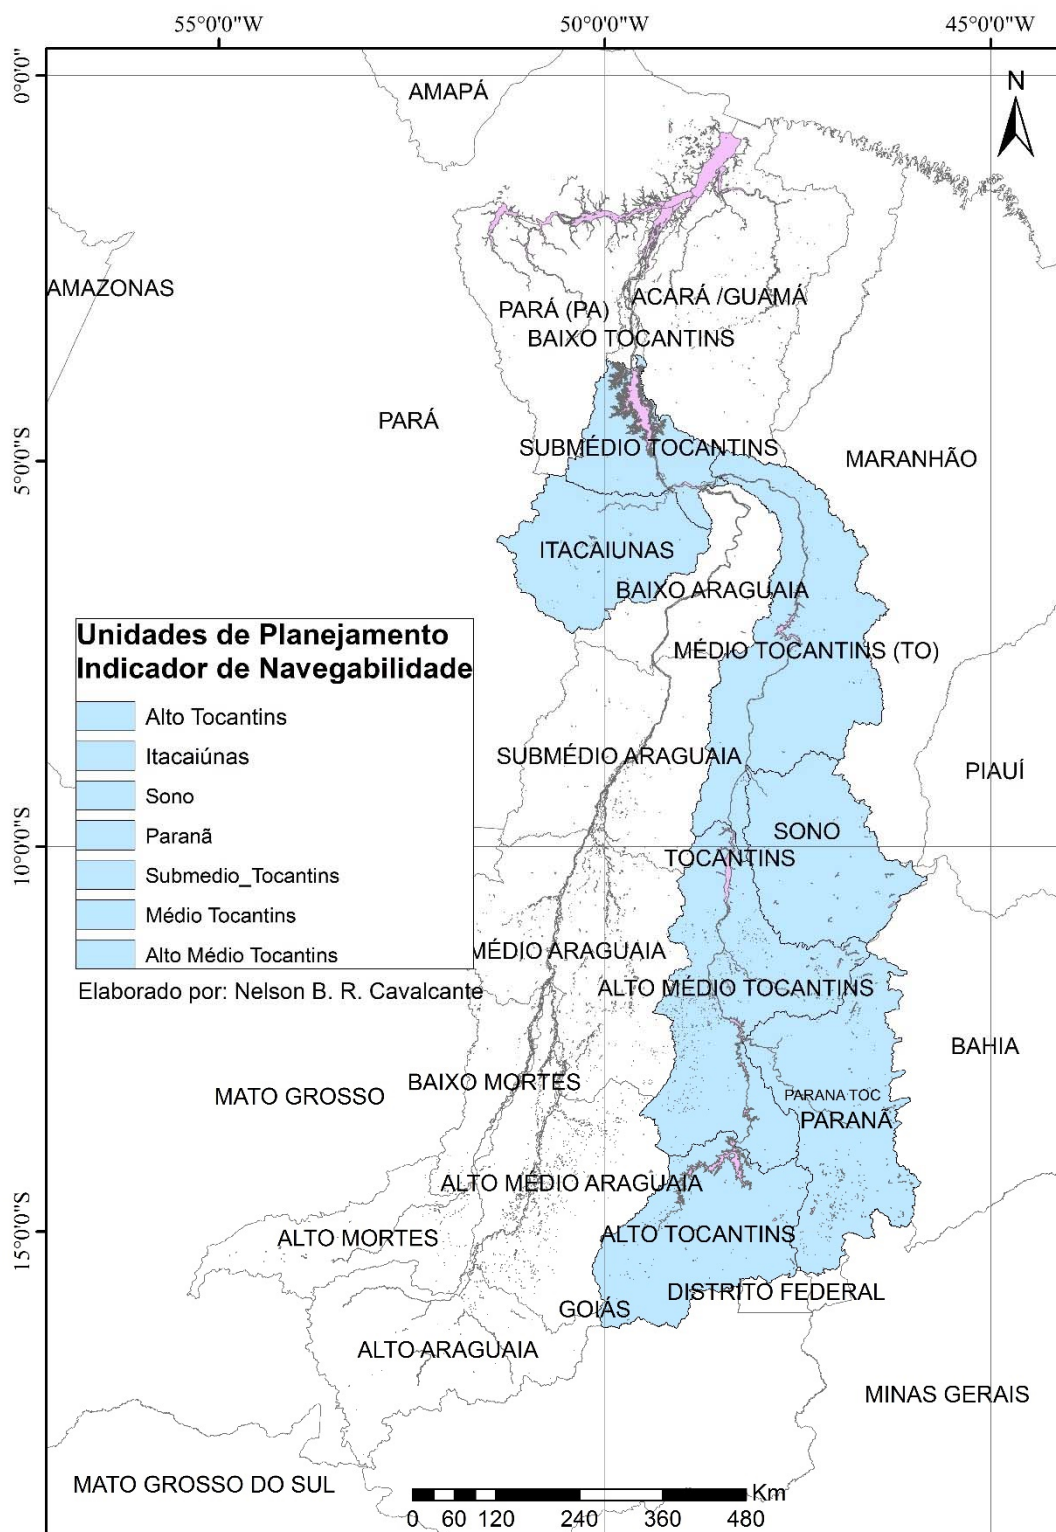 55°0'0"W
50°0'0"W
45°0'0"W
0°0'0"
N
AMAPÁ
AMAZONAS
PARÁ (PA)
ACARÁ /GUAMÁ
BAIXO TOCANTINS
PARÁ
5°0'0"S
SUBMÉDIO TOCANTINS
MARANHÃO
ITACAIUNAS
BAIXO ARAGUAIA
Unidades de Planejamento
Indicador de Navegabilidade
Alto Tocantins
Itacaiúnas
Sono
Paranã
Submedio_Tocantins
Médio Tocantins
Alto Médio Tocantins
Elaborado por: Nelson B. R. Cavalcante
MÉDIO TOCANTINS (TO)
SUBMÉDIO ARAGUAIA
PIAUÍ
SONO
10°0'0"S
TOCANTINS
MÉDIO ARAGUAIA
ALTO MÉDIO TOCANTINS
BAHIA
BAIXO MORTES
MATO GROSSO
PARANA TOC
PARANÃ
ALTO MÉDIO ARAGUAIA
15°0'0"S
ALTO MORTES
ALTO TOCANTINS
DISTRITO FEDERAL
GOIÁS
ALTO ARAGUAIA
MINAS GERAIS
MATO GROSSO DO SUL
Km
0 60 120 240 360 480